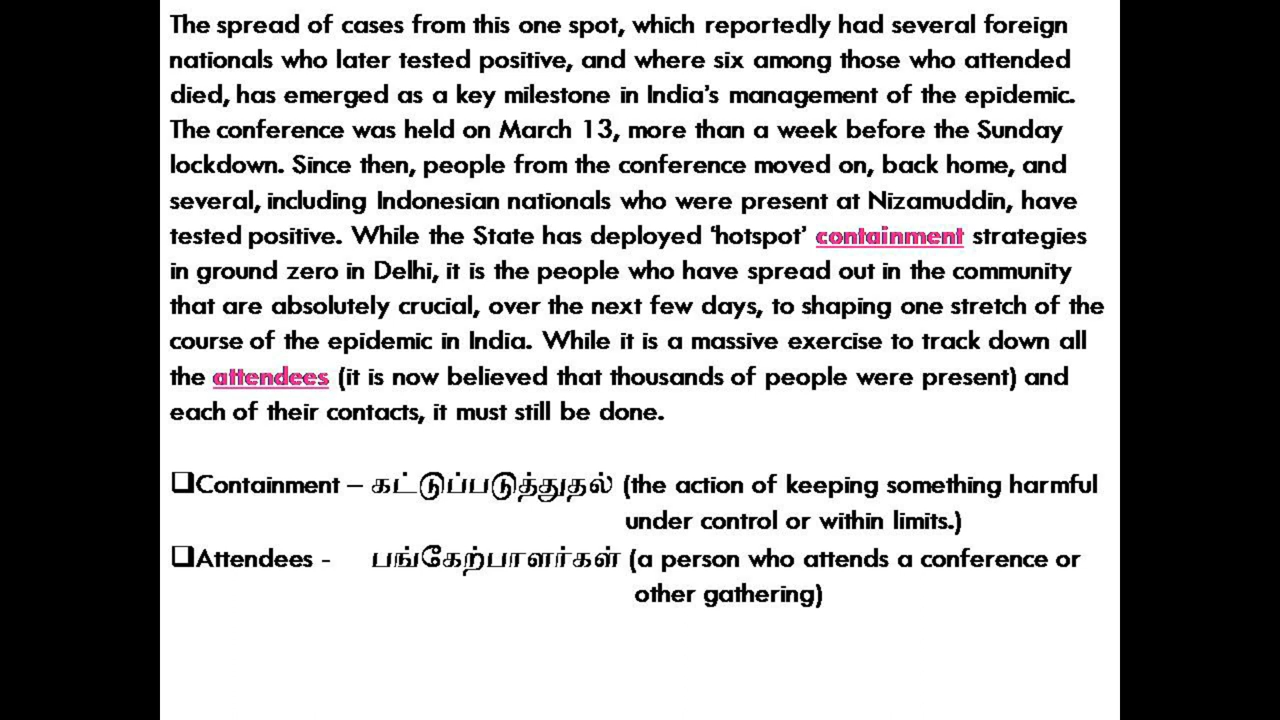 The spread of cases from this one spot, which reportedly had several foreign
nationals who later tested positive, and where six among those who attended
died, has emerged as a key milestone in India's management of the epidemic.
The conference was held on March 13, more than a week before the Sunday
lockdown. Since then, people from the conference moved on, back home, and
several, including Indonesian nationals who were present at Nizamuddin, have
tested positive. While the State has deployed 'hotspot' containment strategies
in ground zero in Delhi, it is the people who have spread out in the community
that are absolutely crucial, over the next few days, to shaping one stretch of the
course of the epidemic in India. While it is a massive exercise to track down all
the attendees (it is now believed that thousands of people were present) and
each of their contacts, it must still be done.
❑Containment – கட்டுப்படுத்துதல் (the action of keeping something harmful
under control or within limits.)
❑Attendees - பங்கேற்பாளர்கள் (a person who attends a conference or
other gathering)